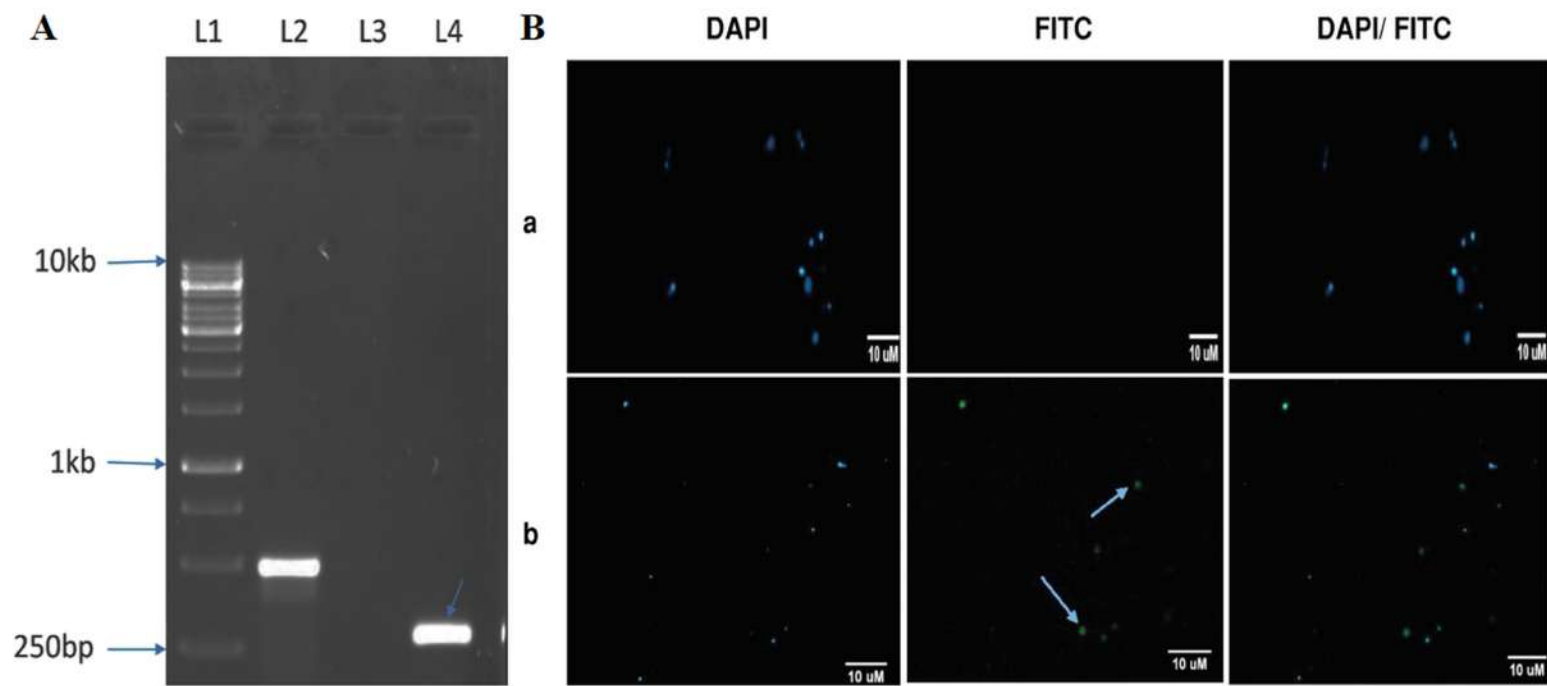 A
L1 L2 L3 L4
10kb
1kb
250bp
B
DAPI FITC DAPI/ FITC
a
10 uM 10 uM 10 uM
b
10 uM 10 uM 10 uM